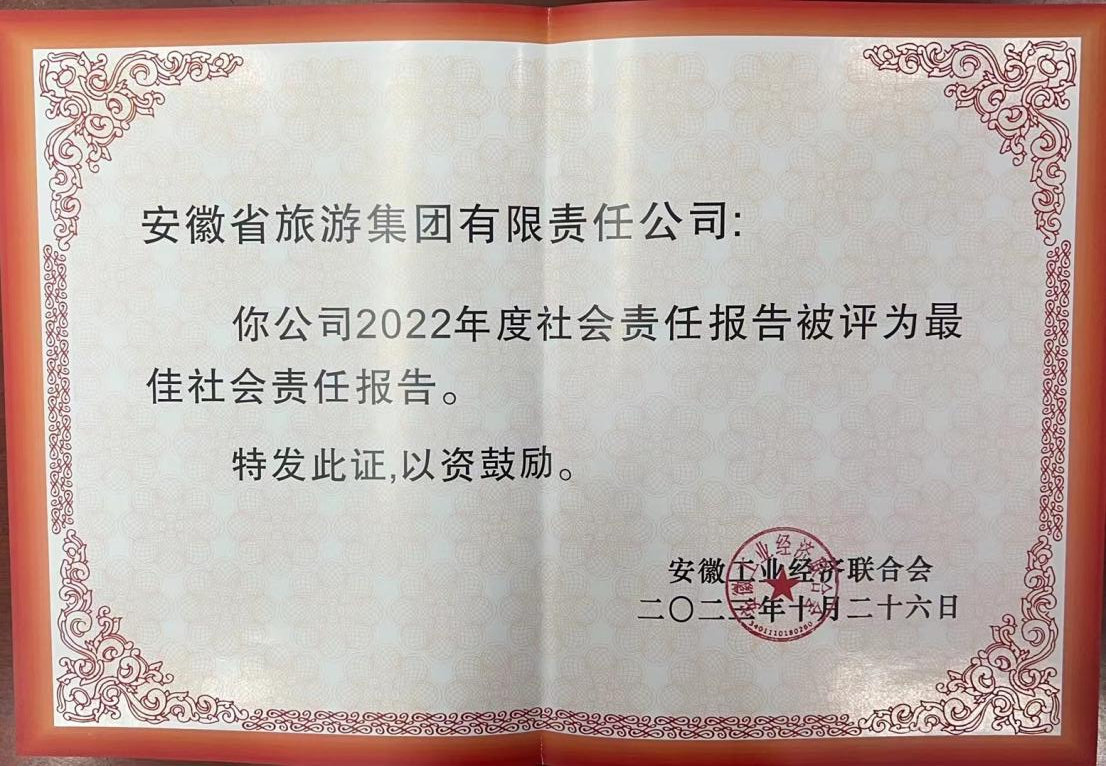 安徽省旅游集团有限责任公司:
你公司2022年度社会责任报告被评为最
佳社会责任报告。
特发此证,以资鼓励。
安徽工业经济联合会
二〇二三年十月二十六日